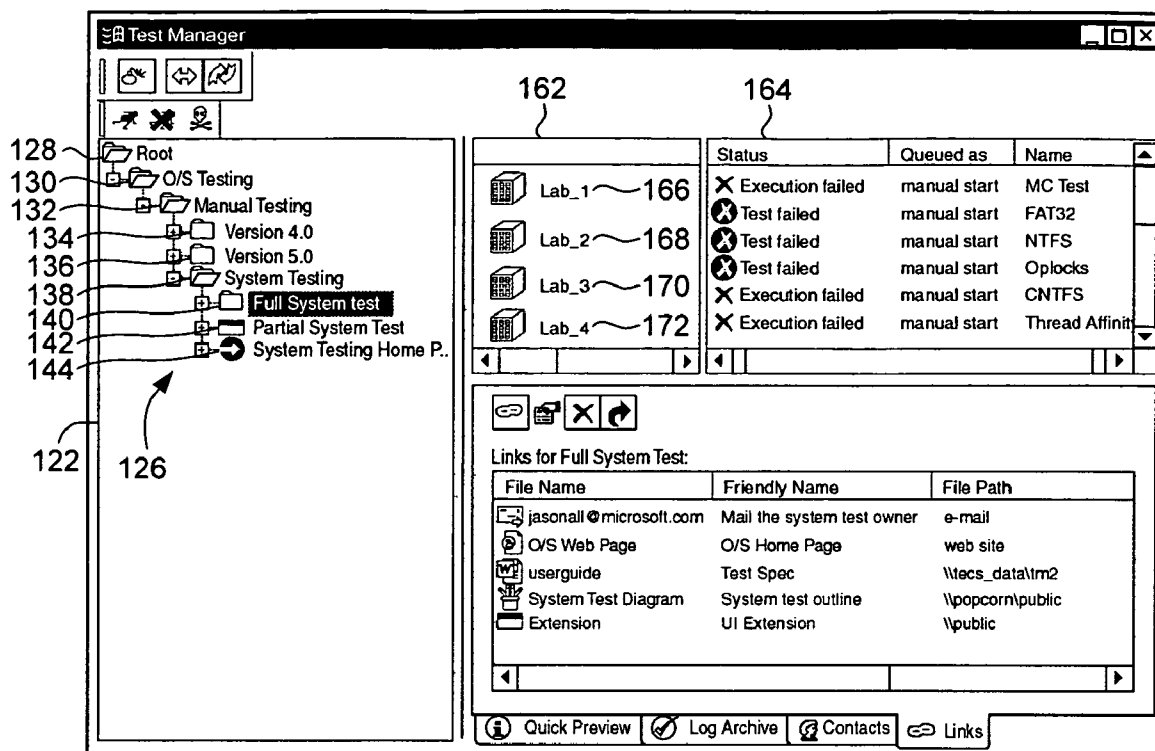 Test Manager
162
164
128
Root
130
O/S Testing
132
Manual Testing
134
Version 4.0
136
Version 5.0
138
System Testing
140
Full System test
142
Partial System Test
144
System Testing Home P..
122
126
Lab_1
166
Lab_2
168
Lab_3
170
Lab_4
172
Status Queued as Name
Execution failed manual start MC Test
Test failed manual start FAT32
Test failed manual start NTFS
Test failed manual start Oplocks
Execution failed manual start CNTFS
Execution failed manual start Thread Affinit
Links for Full System Test:
File Name Friendly Name File Path
jasonall@microsoft.com Mail the system test owner e-mail
O/S Web Page O/S Home Page web site
userguide Test Spec \\tecs_data\tm2
System Test Diagram System test outline \\popcorn\public
Extension UI Extension \\public
Quick Preview Log Archive Contacts Links